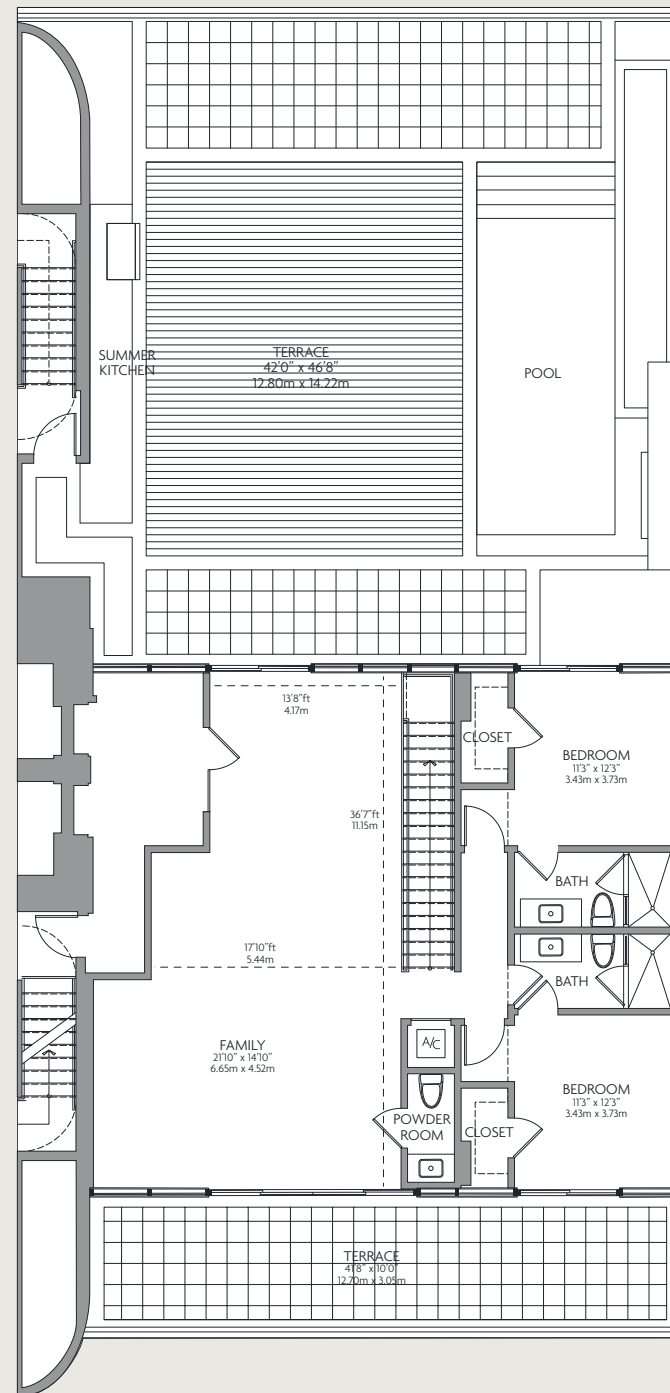 SUMMER
KITCHEN
TERRACE
42'0" x 46'8"
12.80m x 14.22m
POOL
13'8"ft
4.17m
CLOSET
BEDROOM
11'3" x 12'3"
3.43m x 3.73m
36'7"ft
11.15m
BATH
17'10"ft
5.44m
BATH
FAMILY
21'10" x 14'10"
6.65m x 4.52m
A/C
BEDROOM
11'3" x 12'3"
3.43m x 3.73m
POWDER
ROOM
CLOSET
TERRACE
41'8" x 10'0"
12.70m x 3.05m